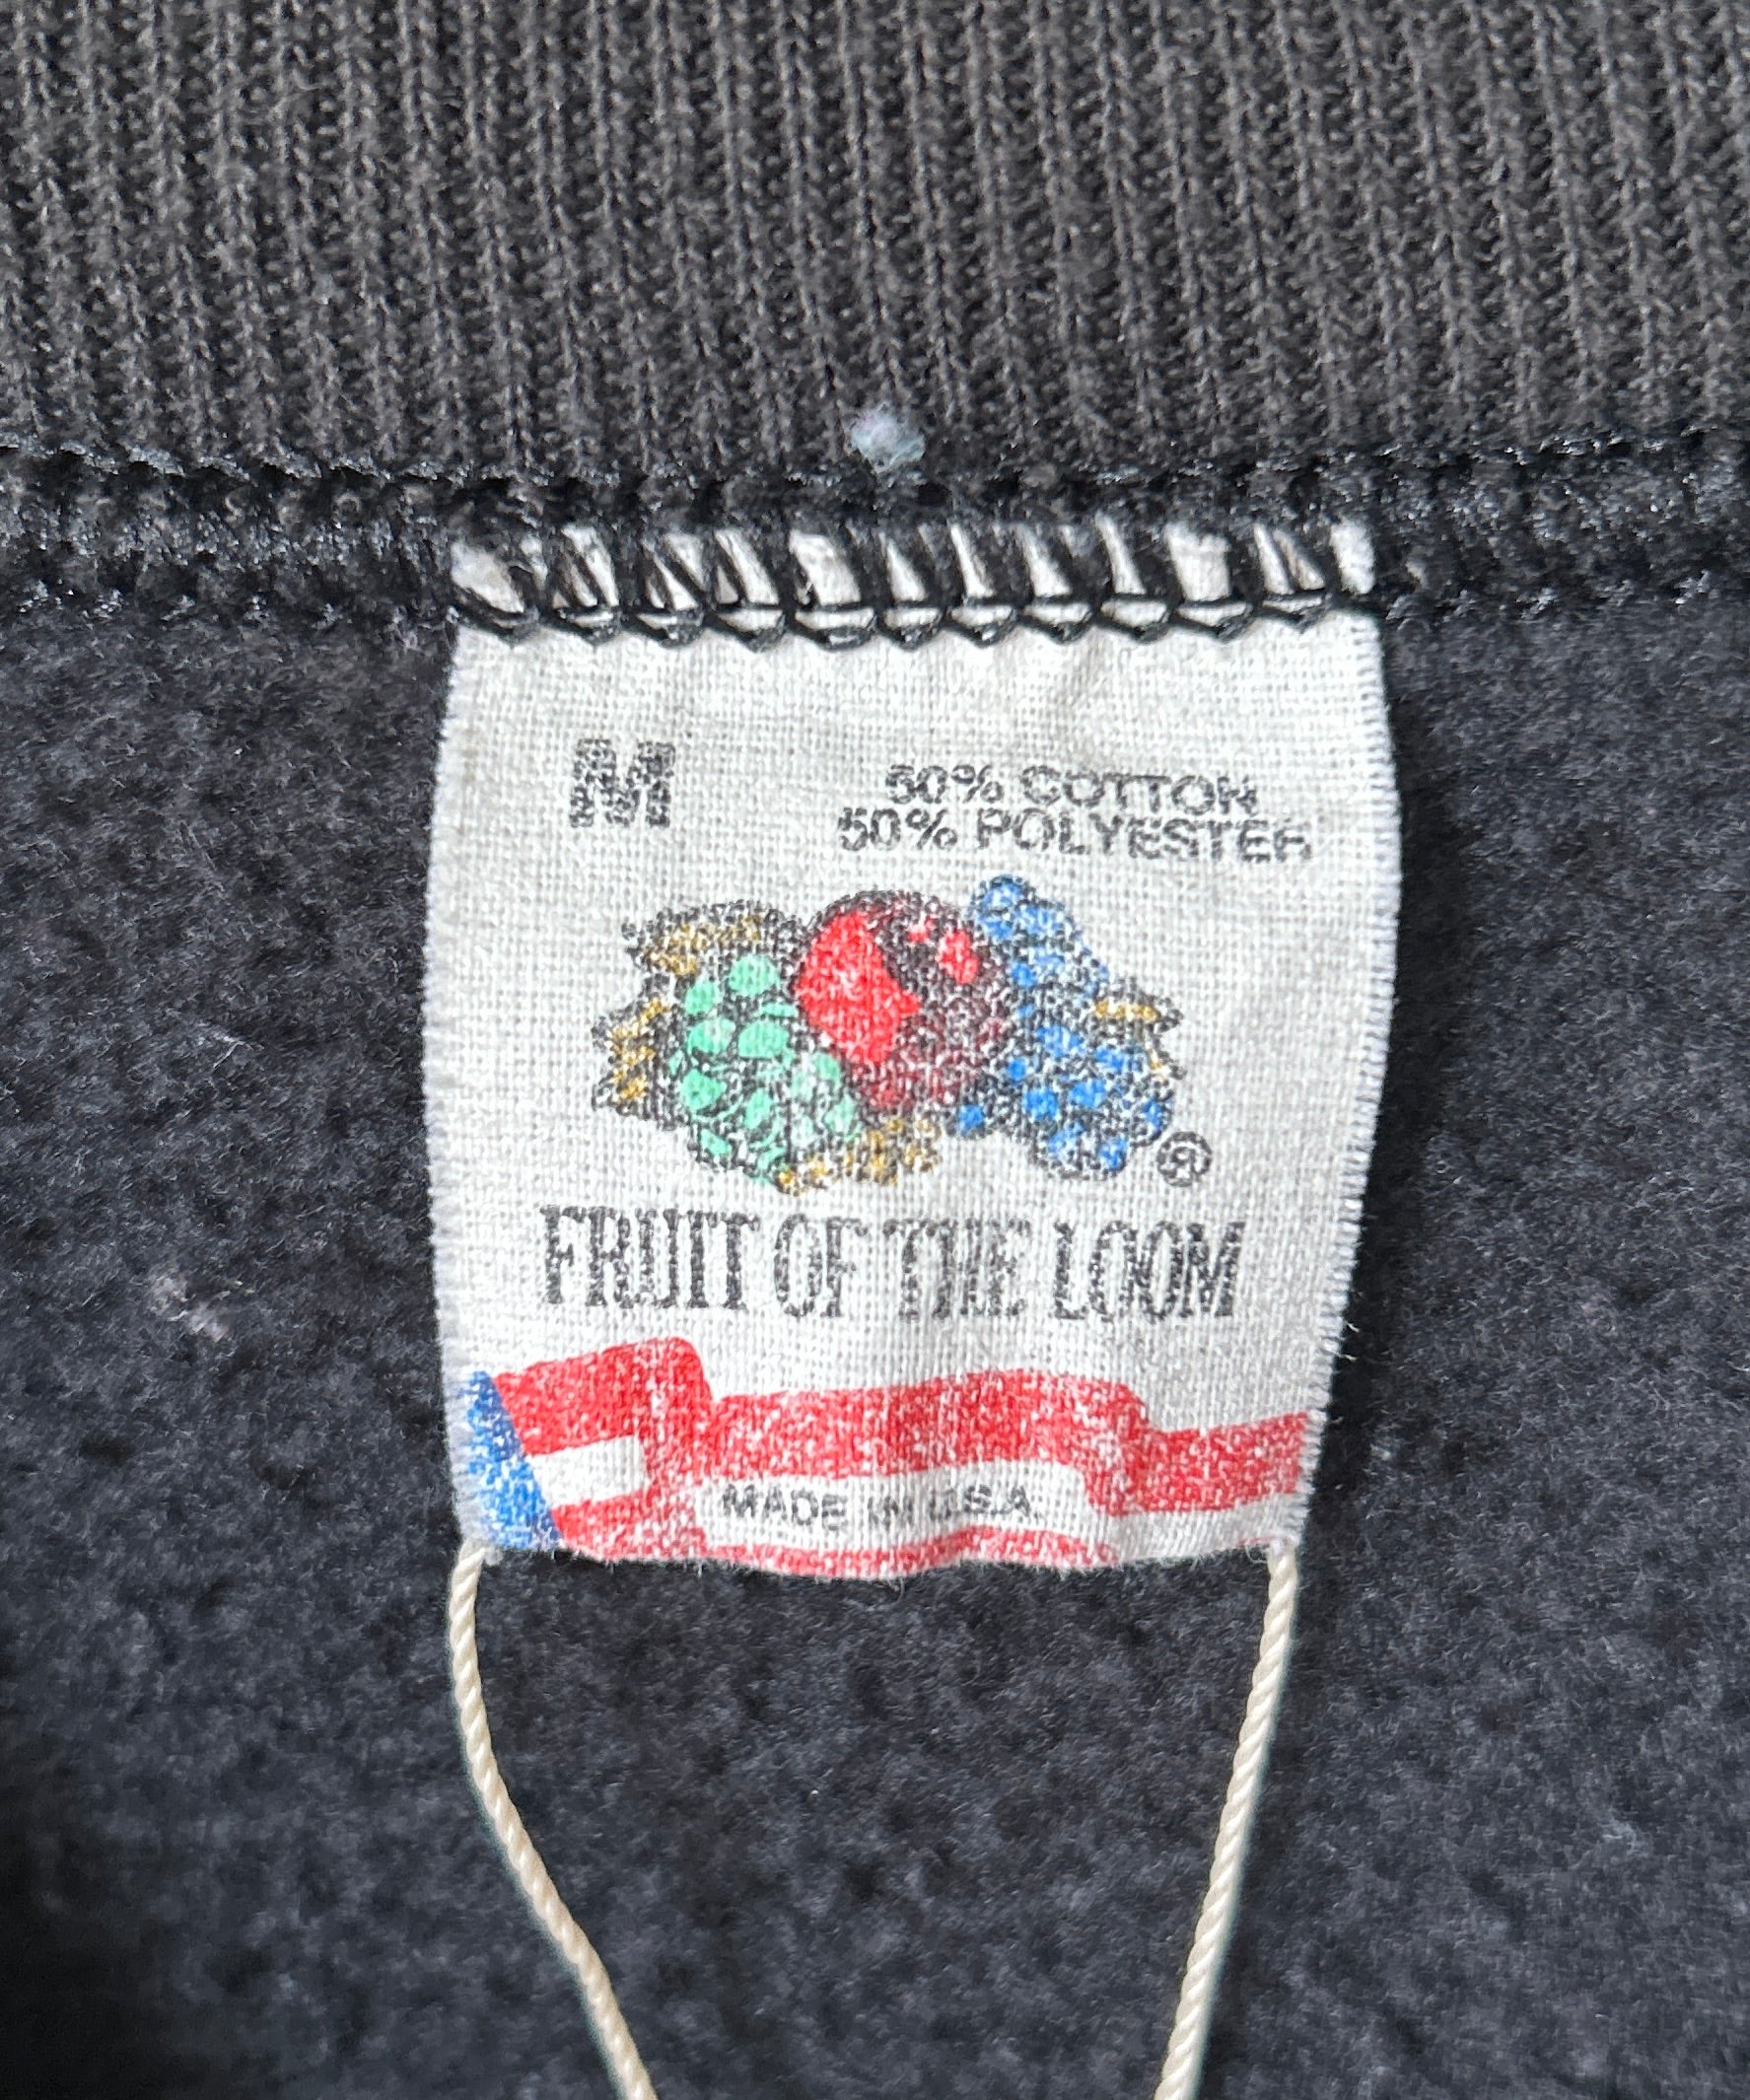 M
50% COTTON
50% POLYESTER
®
FRUIT OF THE LOOM
MADE IN U.S.A.